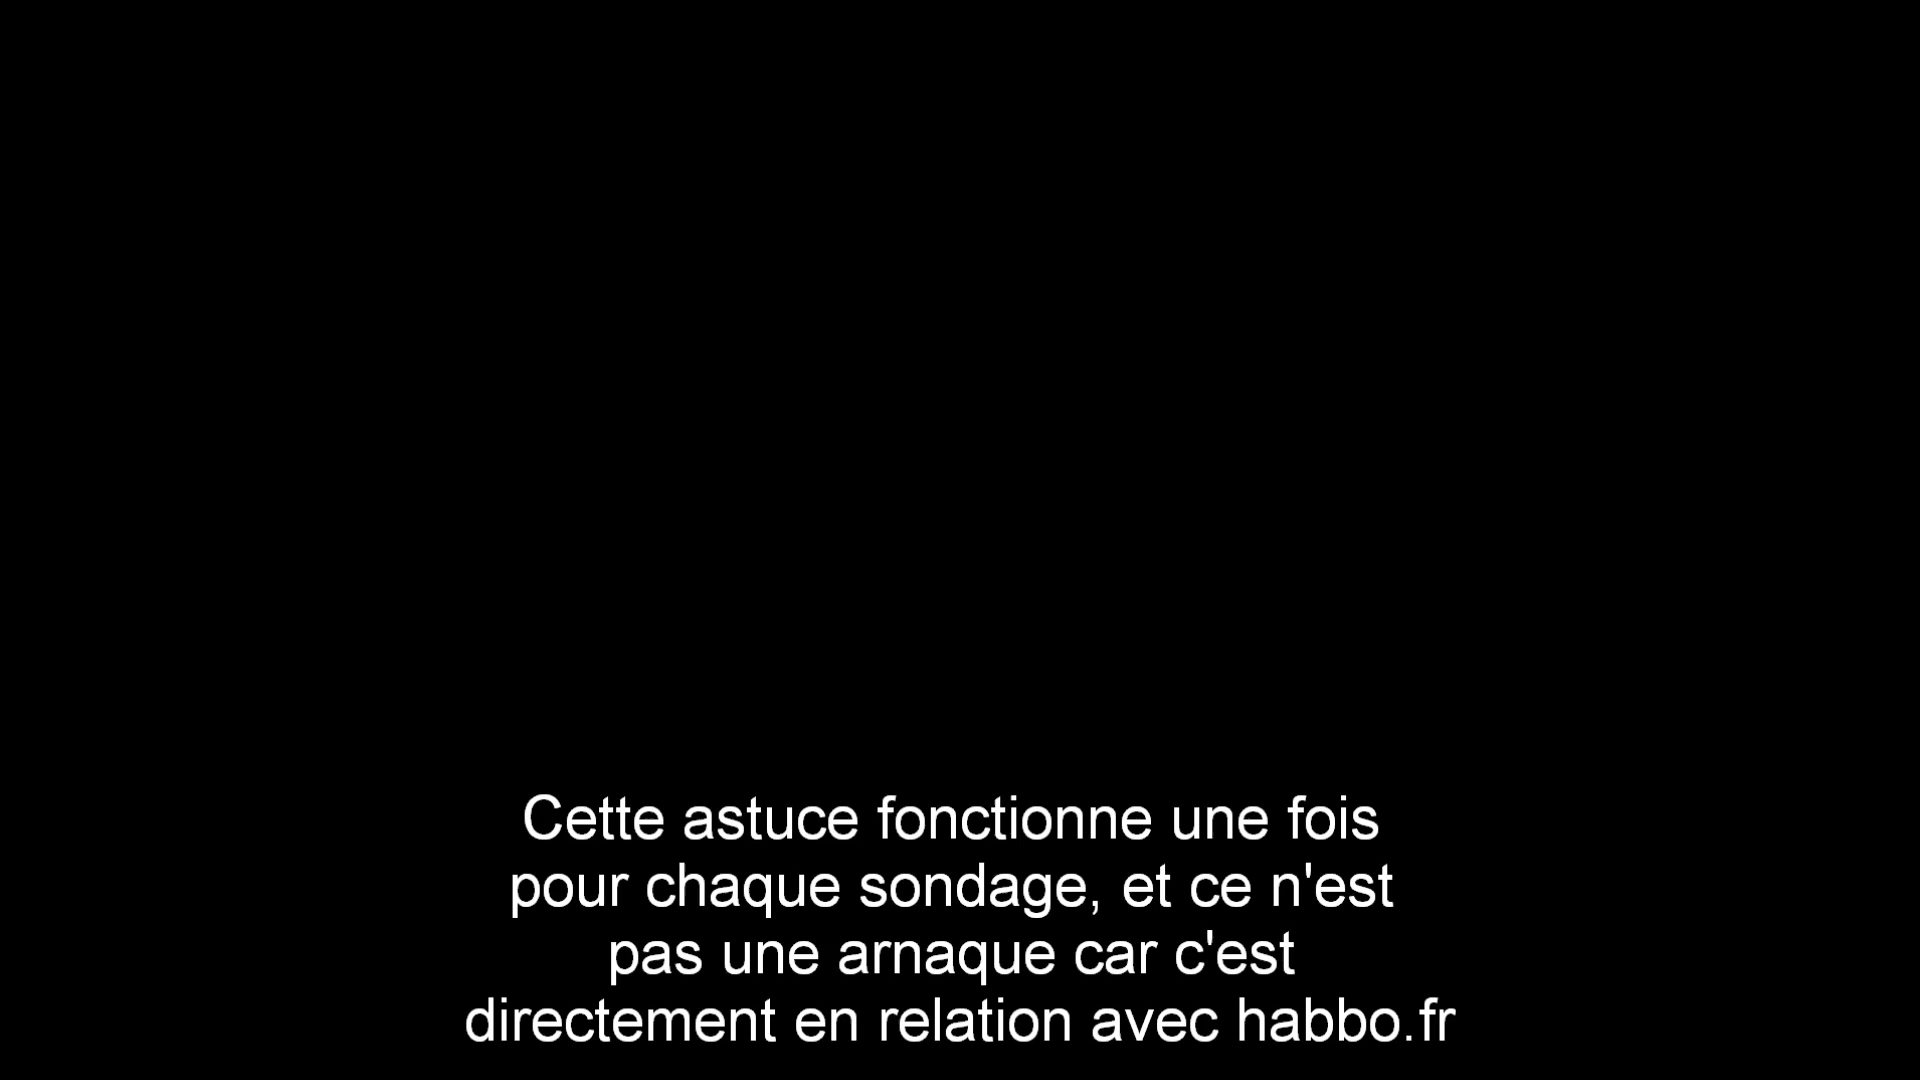 Cette astuce fonctionne une fois
pour chaque sondage, et ce n'est
pas une arnaque car c'est
directement en relation avec habbo.fr